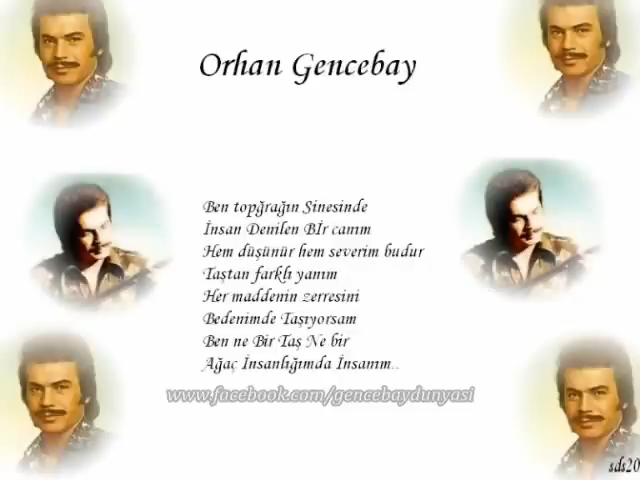 Orhan Gencebay
Ben topğrağın Sinesinde
İnsan Denilen Bİr canım
Hem düşünür hem severim budur
Taştan farklı yanım
Her maddenin zerresini
Bedenimde Taşıyorsam
Ben ne Bir Taş Ne bir
Ağaç İnsanlığımda İnsanım..
www.facebook.com/gencebaydunyasi
sds20